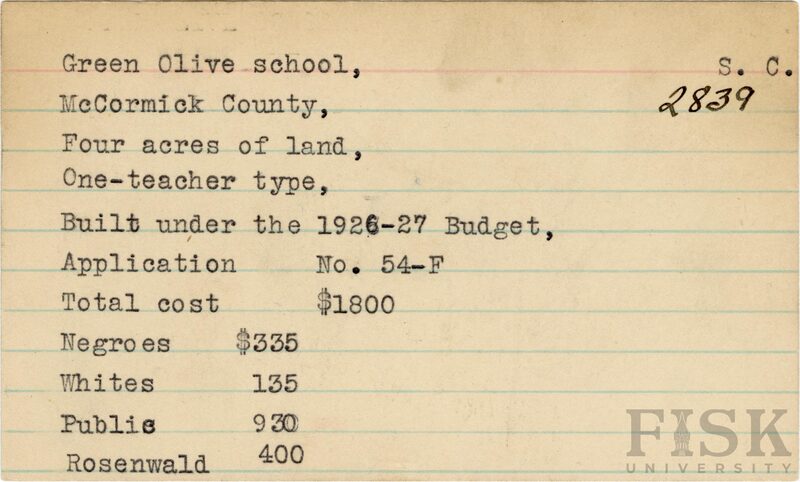 Green Olive school, S. C.
McCormick County, 2839
Four acres of land,
One-teacher type,
Built under the 1926-27 Budget,
Application No. 54-F
Total cost $1800
Negroes $335
Whites 135
Public 930
Rosenwald 400
FISK
UNIVERSITY